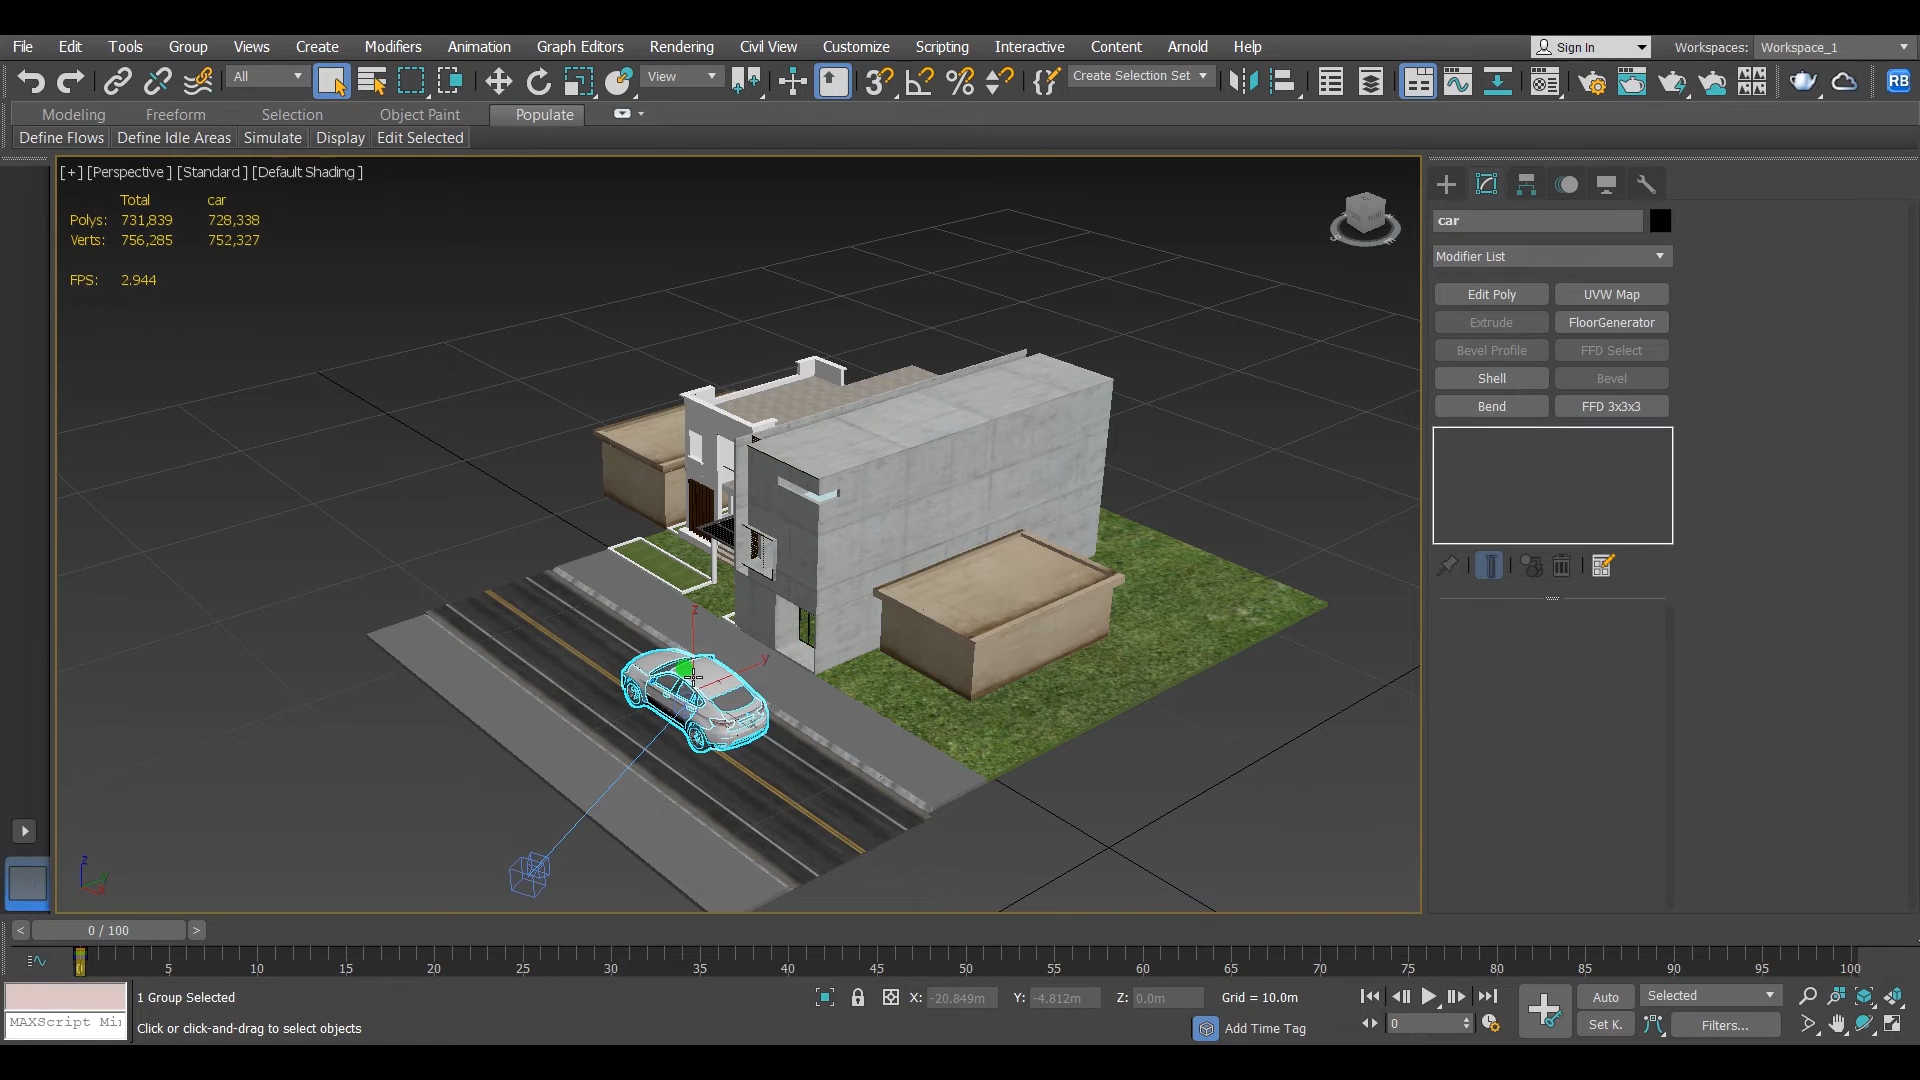 File Edit Tools Group Views Create Modifiers Animation Graph Editors Rendering Civil View Customize Scripting Interactive Content Arnold Help Sign In Workspaces: Workspace_1
All View Create Selection Set RB
Modeling Freeform Selection Object Paint Populate
Define Flows Define Idle Areas Simulate Display Edit Selected
[+] [Perspective ] [Standard ] [Default Shading ]
Total car
Polys: 731,839 728,338
Verts: 756,285 752,327
FPS: 2.944
car
Modifier List
Edit Poly UVW Map
Extrude FloorGenerator
Bevel Profile FFD Select
Shell Bevel
Bend FFD 3x3x3
z
y
z
x
< 0 / 100 >
0 5 10 15 20 25 30 35 40 45 50 55 60 65 70 75 80 85 90 95 100
1 Group Selected X: -20.849m Y: -4.812m Z: 0.0m Grid = 10.0m Auto Selected
MAXScript Mi Click or click-and-drag to select objects Add Time Tag 0 Set K. Filters...